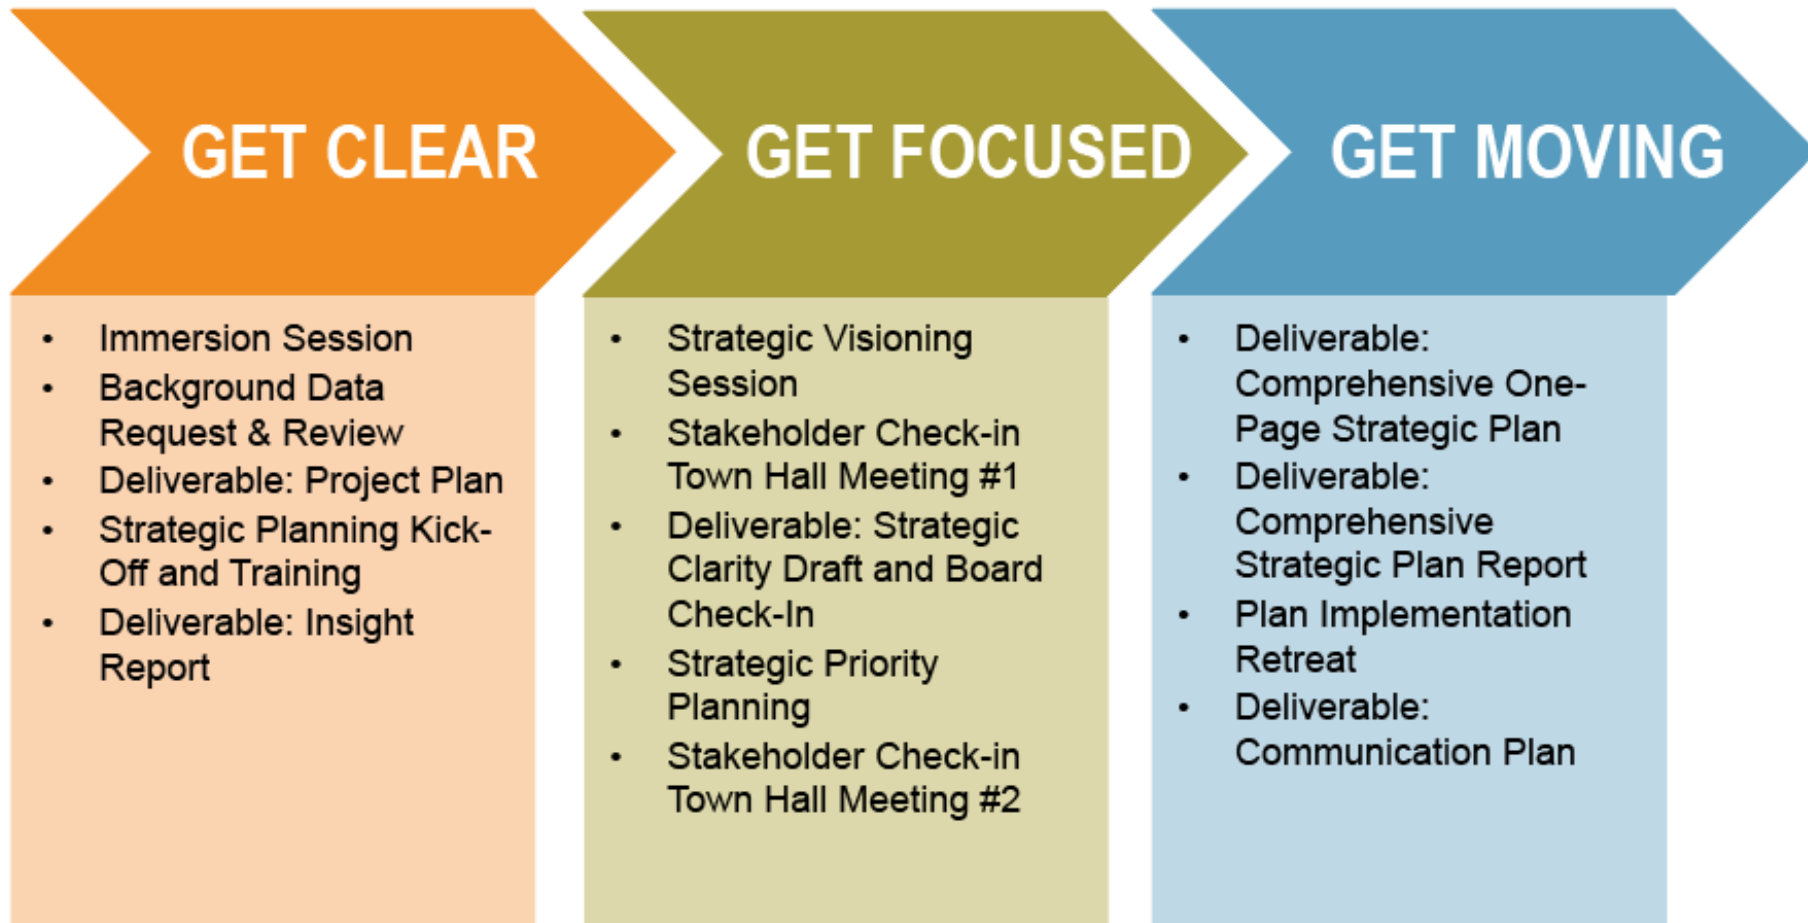 GET CLEAR
• Immersion Session
• Background Data
Request & Review
• Deliverable: Project Plan
• Strategic Planning Kick-
Off and Training
• Deliverable: Insight
Report
GET FOCUSED
• Strategic Visioning
Session
• Stakeholder Check-in
Town Hall Meeting #1
• Deliverable: Strategic
Clarity Draft and Board
Check-In
• Strategic Priority
Planning
• Stakeholder Check-in
Town Hall Meeting #2
GET MOVING
• Deliverable:
Comprehensive One-
Page Strategic Plan
• Deliverable:
Comprehensive
Strategic Plan Report
• Plan Implementation
Retreat
• Deliverable:
Communication Plan